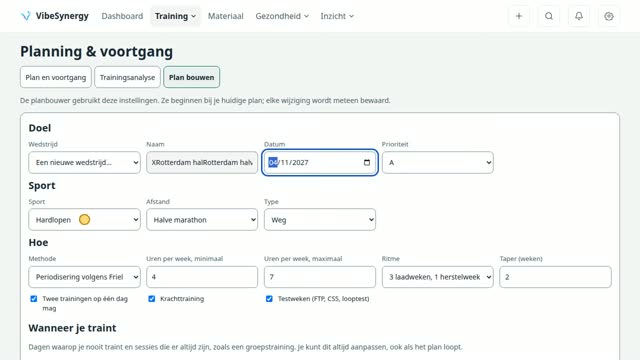 VibeSynergy Dashboard Training Materiaal Gezondheid Inzicht
Planning & voortgang
Plan en voortgang Trainingsanalyse Plan bouwen
De planbouwer gebruikt deze instellingen. Ze beginnen bij je huidige plan; elke wijziging wordt meteen bewaard.
Doel
Wedstrijd Naam Datum Prioriteit
Een nieuwe wedstrijd... XRotterdam halRotterdam halv 04/11/2027 A
Sport
Sport Afstand Type
Hardlopen Halve marathon Weg
Hoe
Methode Uren per week, minimaal Uren per week, maximaal Ritme Taper (weken)
Periodisering volgens Friel 4 7 3 laadweken, 1 herstelweek 2
Twee trainingen op één dag Krachttraining Testweken (FTP, CSS, looptest)
mag
Wanneer je traint
Dagen waarop je nooit traint en sessies die er altijd zijn, zoals een groepstraining. Je kunt dit altijd aanpassen, ook als het plan loopt.